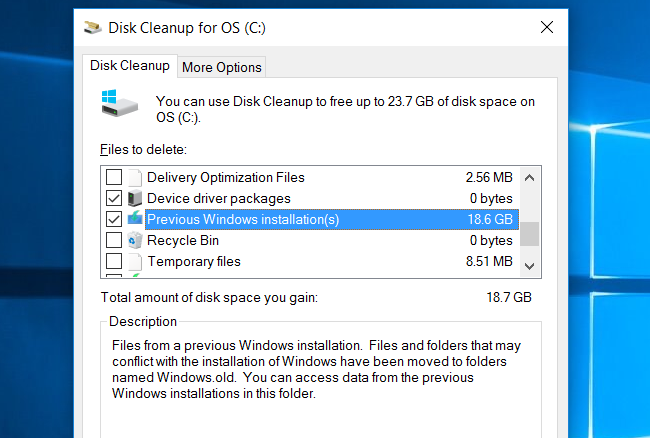 Disk Cleanup for OS (C:)
Disk Cleanup
More Options
You can use Disk Cleanup to free up to 23.7 GB of disk space on
OS (C:).
Files to delete:
Delivery Optimization Files 2.56 MB
Device driver packages 0 bytes
Previous Windows installation(s) 18.6 GB
Recycle Bin 0 bytes
Temporary files 8.51 MB
Total amount of disk space you gain: 18.7 GB
Description
Files from a previous Windows installation. Files and folders that may
conflict with the installation of Windows have been moved to folders
named Windows.old. You can access data from the previous
Windows installations in this folder.